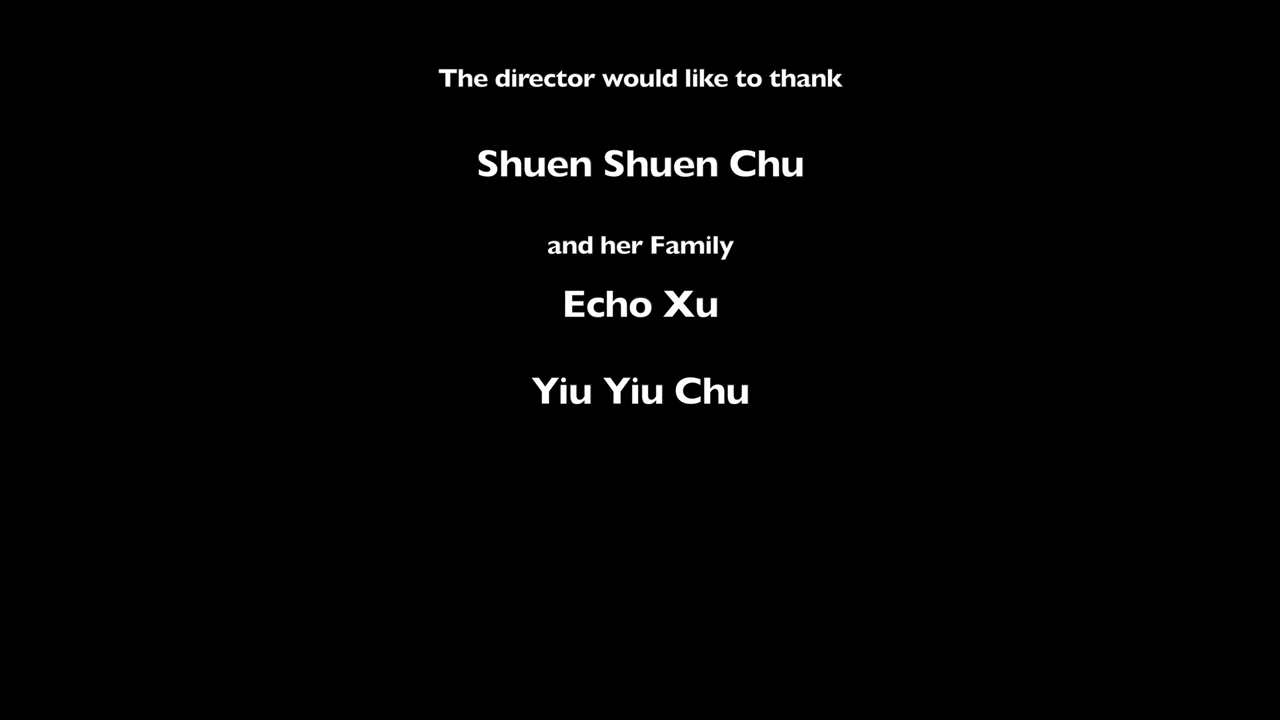 The director would like to thank
Shuen Shuen Chu
and her Family
Echo Xu
Yiu Yiu Chu